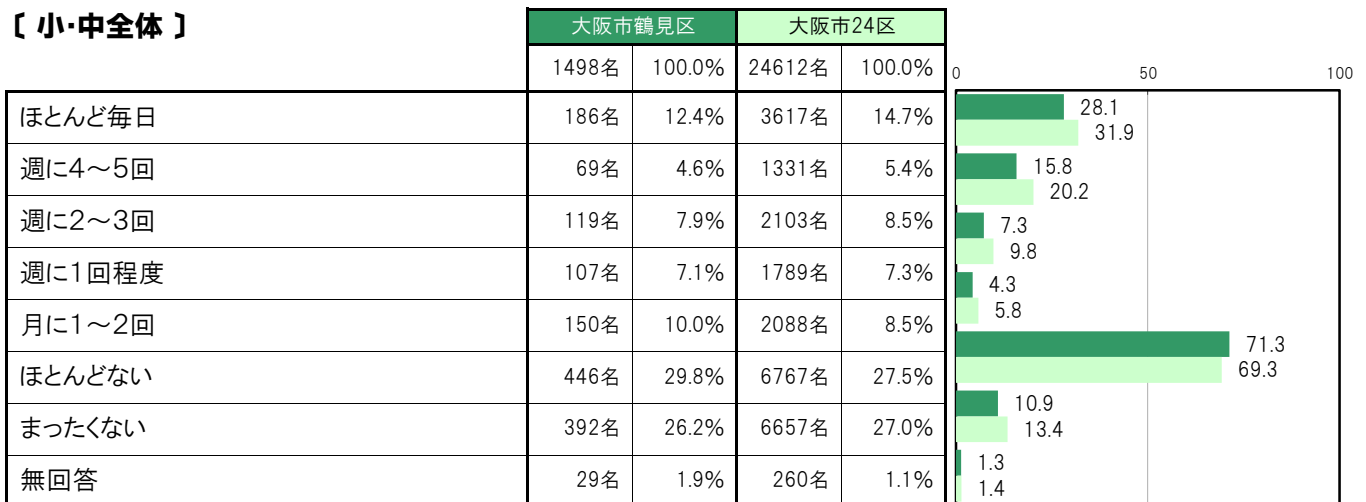 〔 小・中全体 〕
大阪市鶴見区 大阪市24区
1498名 100.0% 24612名 100.0%
0 50 100
ほとんど毎日 186名 12.4% 3617名 14.7%
28.1
31.9
週に4～5回 69名 4.6% 1331名 5.4%
15.8
20.2
週に2～3回 119名 7.9% 2103名 8.5%
7.3
9.8
週に1回程度 107名 7.1% 1789名 7.3%
4.3
5.8
月に1～2回 150名 10.0% 2088名 8.5%
71.3
69.3
ほとんどない 446名 29.8% 6767名 27.5%
10.9
13.4
まったくない 392名 26.2% 6657名 27.0%
1.3
1.4
無回答 29名 1.9% 260名 1.1%